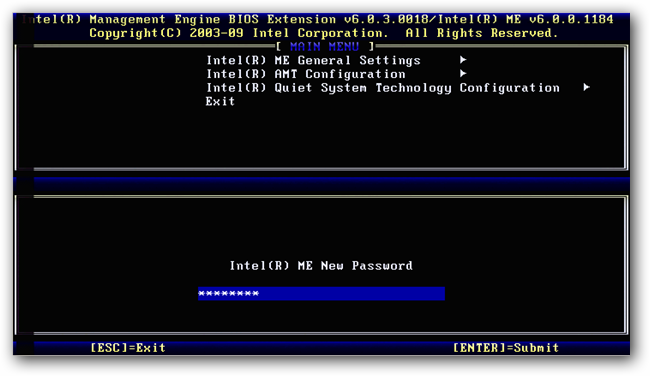 Intel(R) Management Engine BIOS Extension v6.0.3.0018/Intel(R) ME v6.0.0.1184
Copyright(C) 2003-09 Intel Corporation. All Rights Reserved.
[ MAIN MENU ]
Intel(R) ME General Settings ►
Intel(R) AMT Configuration ►
Intel(R) Quiet System Technology Configuration ►
Exit
Intel(R) ME New Password
********
[ESC]=Exit [ENTER]=Submit